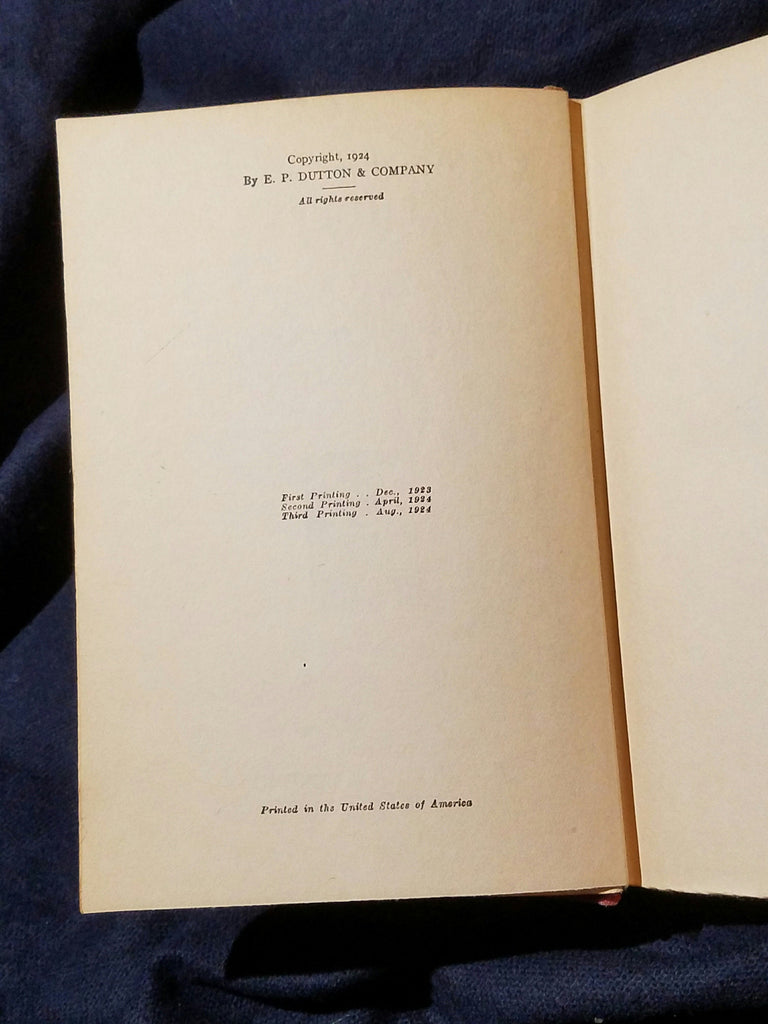 Copyright, 1924
By E. P. DUTTON & COMPANY
All rights reserved
First Printing . . Dec., 1923
Second Printing . April, 1924
Third Printing . Aug., 1924
Printed in the United States of America